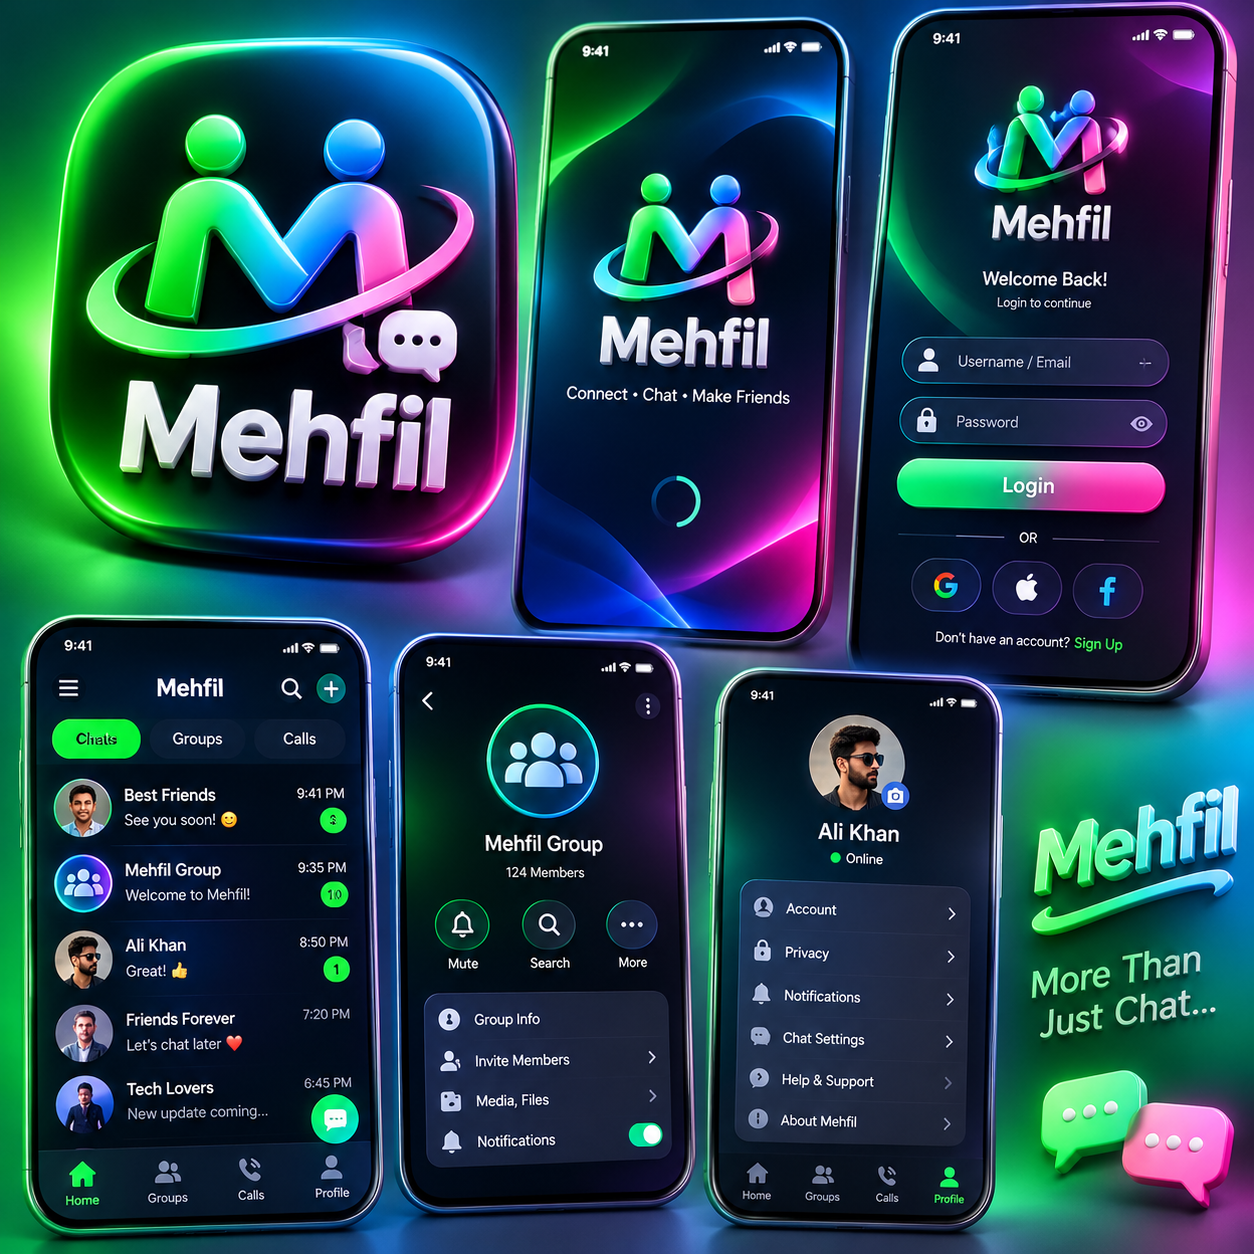 Mehfil
9:41
Mehfil
Connect • Chat • Make Friends
9:41
Mehfil
Welcome Back!
Login to continue
Username / Email
Password
Login
OR
G
f
Don't have an account? Sign Up
9:41
Mehfil
Chats
Groups
Calls
Best Friends
9:41 PM
See you soon! 😊
Mehfil Group
9:35 PM
Welcome to Mehfil!
10
Ali Khan
8:50 PM
Great! 👍
1
Friends Forever
7:20 PM
Let's chat later ❤️
Tech Lovers
6:45 PM
New update coming...
Home
Groups
Calls
Profile
9:41
Mehfil Group
124 Members
Mute
Search
More
Group Info
Invite Members
Media, Files
Notifications
9:41
Ali Khan
Online
Account
Privacy
Notifications
Chat Settings
Help & Support
About Mehfil
Home
Groups
Calls
Profile
Mehfil
More Than
Just Chat...